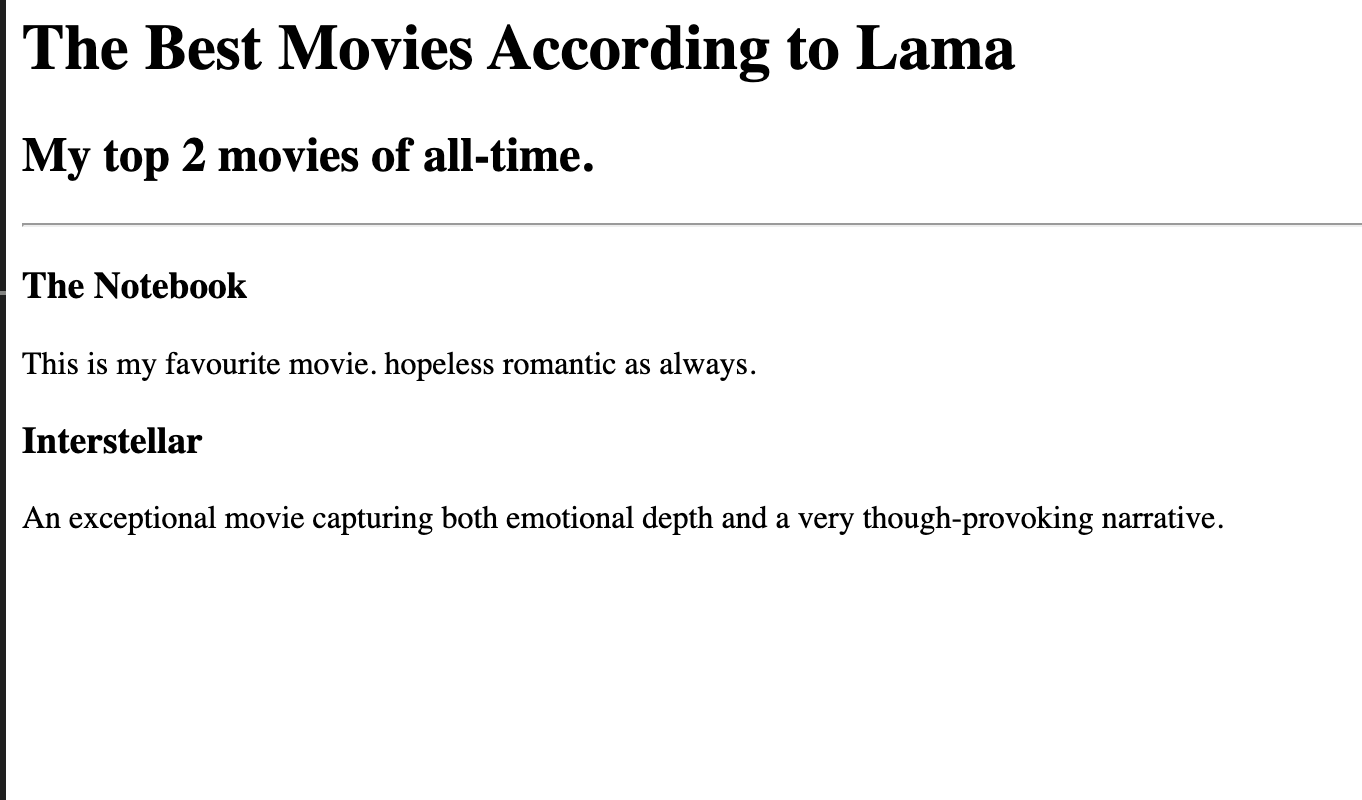 The Best Movies According to Lama
My top 2 movies of all-time.
The Notebook
This is my favourite movie. hopeless romantic as always.
Interstellar
An exceptional movie capturing both emotional depth and a very though-provoking narrative.